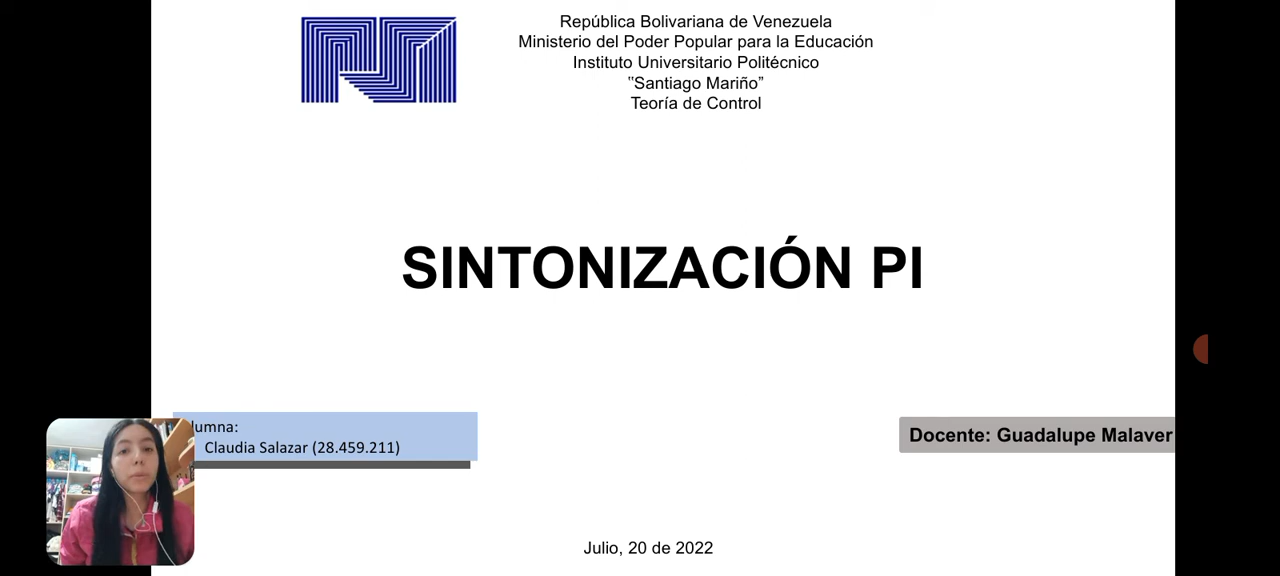 República Bolivariana de Venezuela
Ministerio del Poder Popular para la Educación
Instituto Universitario Politécnico
"Santiago Mariño”
Teoría de Control
SINTONIZACIÓN PI
lumna:
Claudia Salazar (28.459.211)
Docente: Guadalupe Malaver
Julio, 20 de 2022